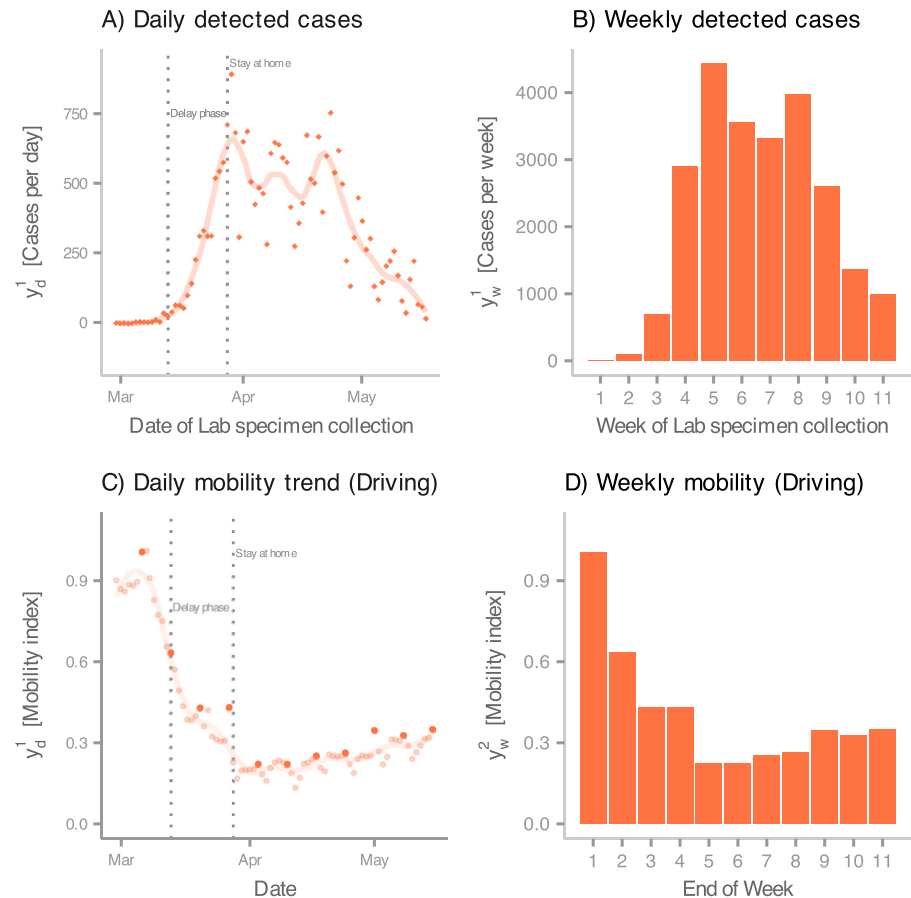 A) Daily detected cases
Stay at home
Delay phase
750
500
250
0
y_d^1 [Cases per day]
Mar Apr May
Date of Lab specimen collection
B) Weekly detected cases
4000
3000
2000
1000
0
y_w^1 [Cases per week]
1 2 3 4 5 6 7 8 9 10 11
Week of Lab specimen collection
C) Daily mobility trend (Driving)
Stay at home
Delay phase
0.9
0.6
0.3
0.0
y_d^1 [Mobility index]
Mar Apr May
Date
D) Weekly mobility (Driving)
0.9
0.6
0.3
0.0
y_w^2 [Mobility index]
1 2 3 4 5 6 7 8 9 10 11
End of Week